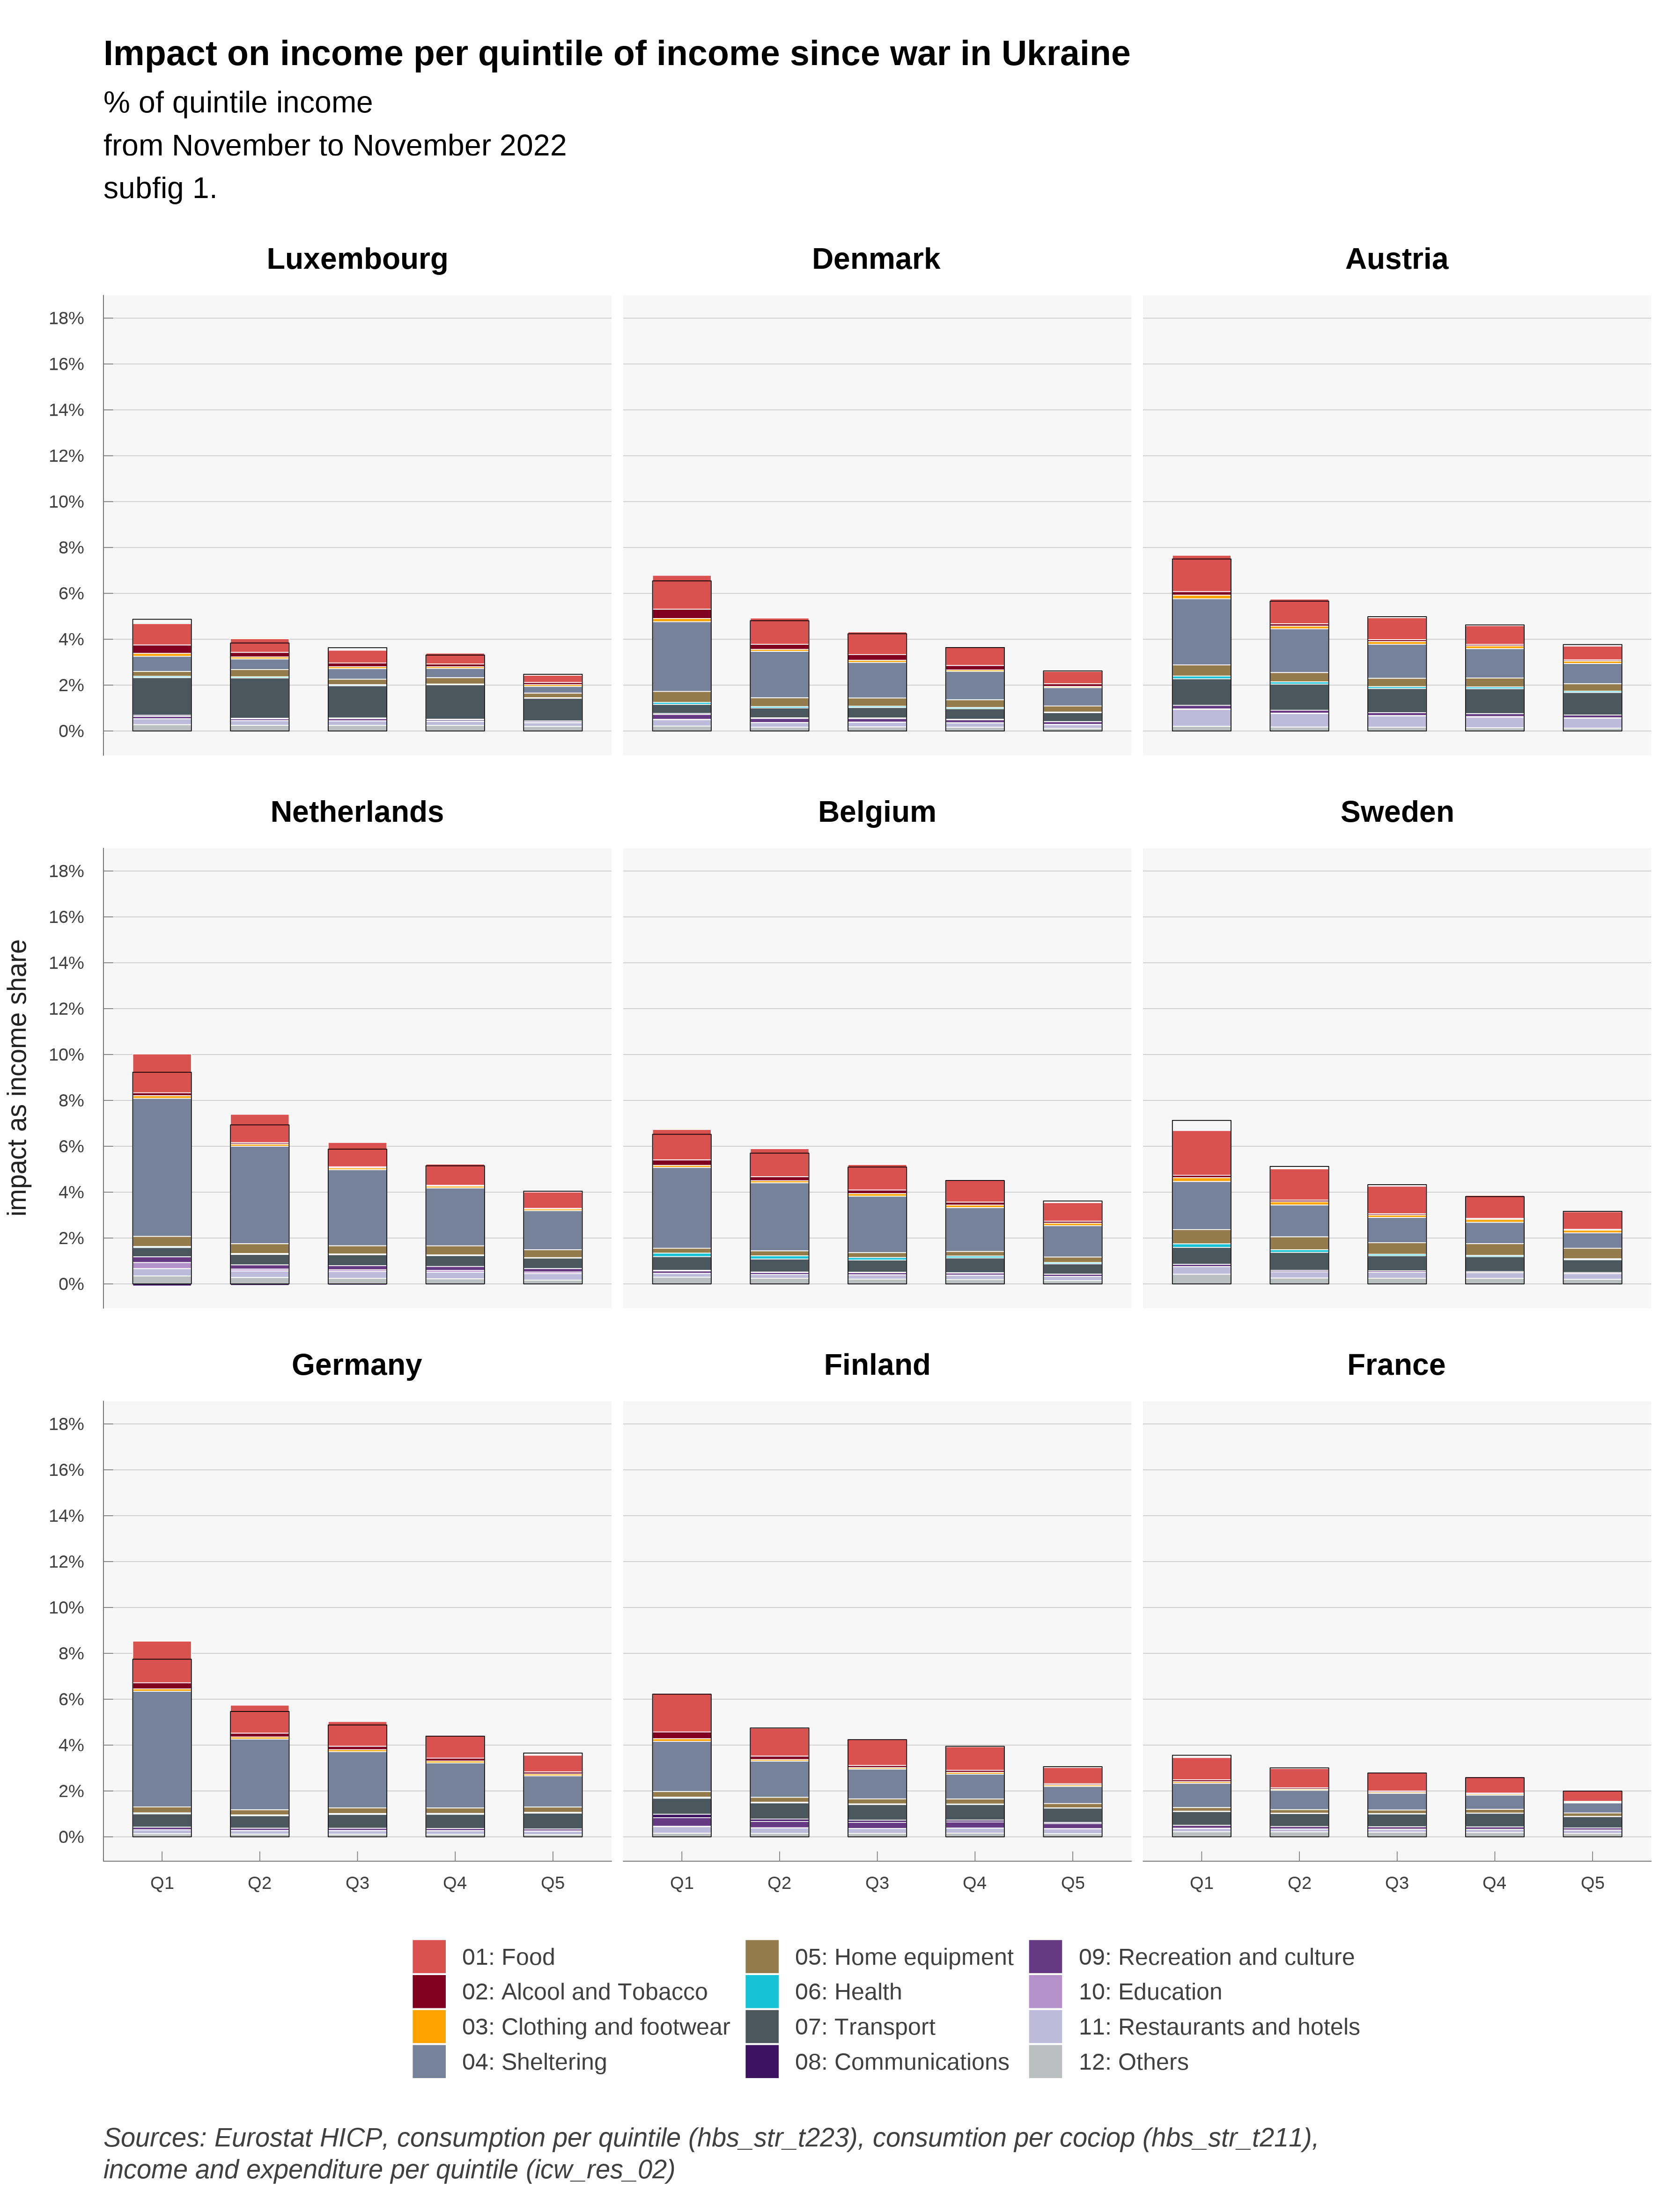 Impact on income per quintile of income since war in Ukraine
% of quintile income
from November to November 2022
subfig 1.
Luxembourg
Denmark
Austria
18%
16%
14%
12%
10%
8%
6%
4%
2%
0%
Netherlands
Belgium
Sweden
impact as income share
18%
16%
14%
12%
10%
8%
6%
4%
2%
0%
Germany
Finland
France
18%
16%
14%
12%
10%
8%
6%
4%
2%
0%
Q1 Q2 Q3 Q4 Q5 Q1 Q2 Q3 Q4 Q5 Q1 Q2 Q3 Q4 Q5
01: Food
02: Alcool and Tobacco
03: Clothing and footwear
04: Sheltering
05: Home equipment
06: Health
07: Transport
08: Communications
09: Recreation and culture
10: Education
11: Restaurants and hotels
12: Others
Sources: Eurostat HICP, consumption per quintile (hbs_str_t223), consumtion per cociop (hbs_str_t211),
income and expenditure per quintile (icw_res_02)